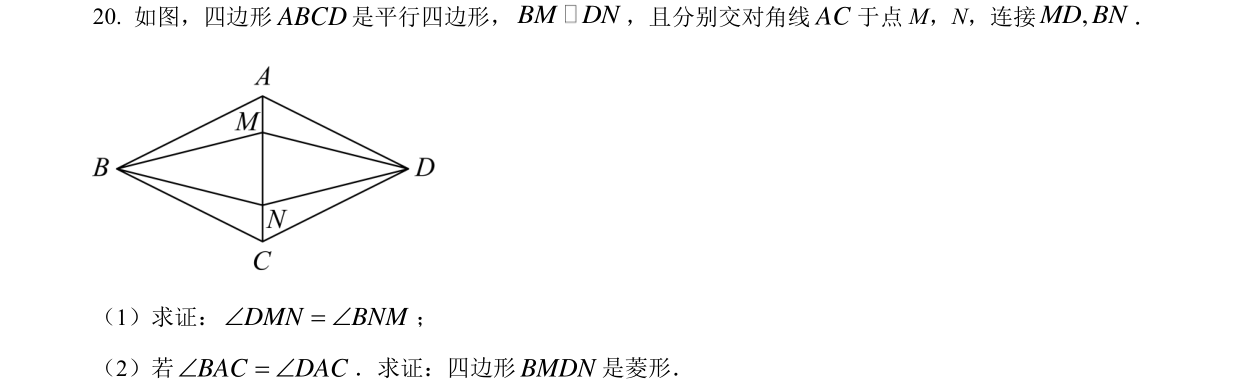 20. 如图，四边形ABCD是平行四边形，BM□DN，且分别交对角线AC于点M，N，连接MD,BN．
A
M
B
D
N
C
（1）求证：∠DMN=∠BNM；
（2）若∠BAC=∠DAC．求证：四边形BMDN是菱形．